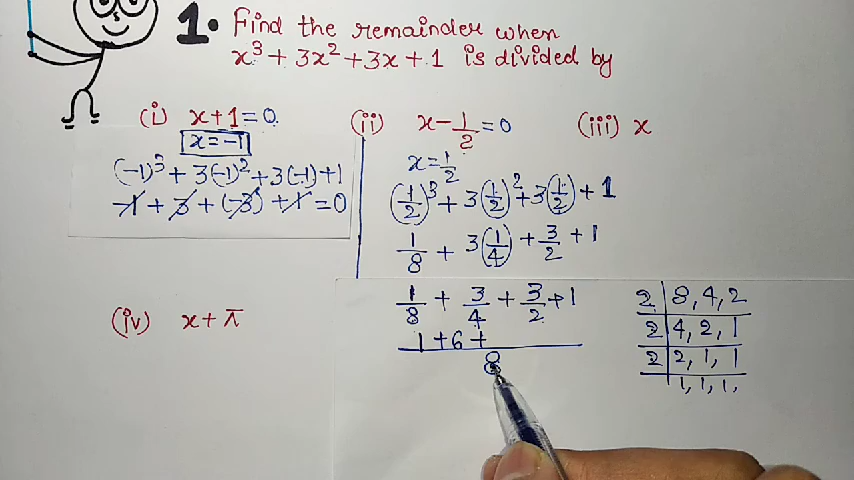 1. Find the remainder when
x³ + 3x² + 3x + 1 is divided by
(i) x+1 = 0
x = -1
(-1)³ + 3(-1)² + 3(-1) + 1
-1 + 3 + (-3) + 1 = 0
(ii) x - 1/2 = 0
x = 1/2
(1/2)³ + 3(1/2)² + 3(1/2) + 1
1/8 + 3(1/4) + 3/2 + 1
1/8 + 3/4 + 3/2 + 1
1 + 6 +
8
2 | 8, 4, 2
2 | 4, 2, 1
2 | 2, 1, 1
1, 1, 1,
(iii) x
(iv) x + π